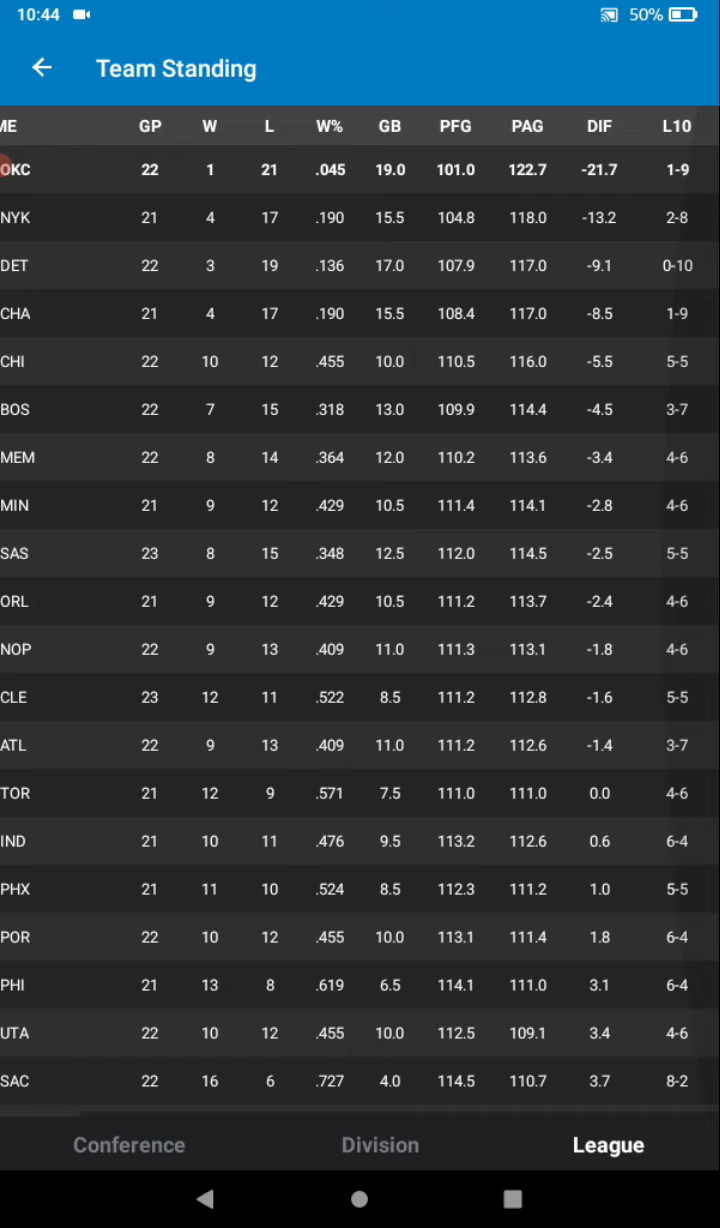 10:44 50%
Team Standing
ME GP W L W% GB PFG PAG DIF L10
OKC 22 1 21 .045 19.0 101.0 122.7 -21.7 1-9
NYK 21 4 17 .190 15.5 104.8 118.0 -13.2 2-8
DET 22 3 19 .136 17.0 107.9 117.0 -9.1 0-10
CHA 21 4 17 .190 15.5 108.4 117.0 -8.5 1-9
CHI 22 10 12 .455 10.0 110.5 116.0 -5.5 5-5
BOS 22 7 15 .318 13.0 109.9 114.4 -4.5 3-7
MEM 22 8 14 .364 12.0 110.2 113.6 -3.4 4-6
MIN 21 9 12 .429 10.5 111.4 114.1 -2.8 4-6
SAS 23 8 15 .348 12.5 112.0 114.5 -2.5 5-5
ORL 21 9 12 .429 10.5 111.2 113.7 -2.4 4-6
NOP 22 9 13 .409 11.0 111.3 113.1 -1.8 4-6
CLE 23 12 11 .522 8.5 111.2 112.8 -1.6 5-5
ATL 22 9 13 .409 11.0 111.2 112.6 -1.4 3-7
TOR 21 12 9 .571 7.5 111.0 111.0 0.0 4-6
IND 21 10 11 .476 9.5 113.2 112.6 0.6 6-4
PHX 21 11 10 .524 8.5 112.3 111.2 1.0 5-5
POR 22 10 12 .455 10.0 113.1 111.4 1.8 6-4
PHI 21 13 8 .619 6.5 114.1 111.0 3.1 6-4
UTA 22 10 12 .455 10.0 112.5 109.1 3.4 4-6
SAC 22 16 6 .727 4.0 114.5 110.7 3.7 8-2
Conference Division League